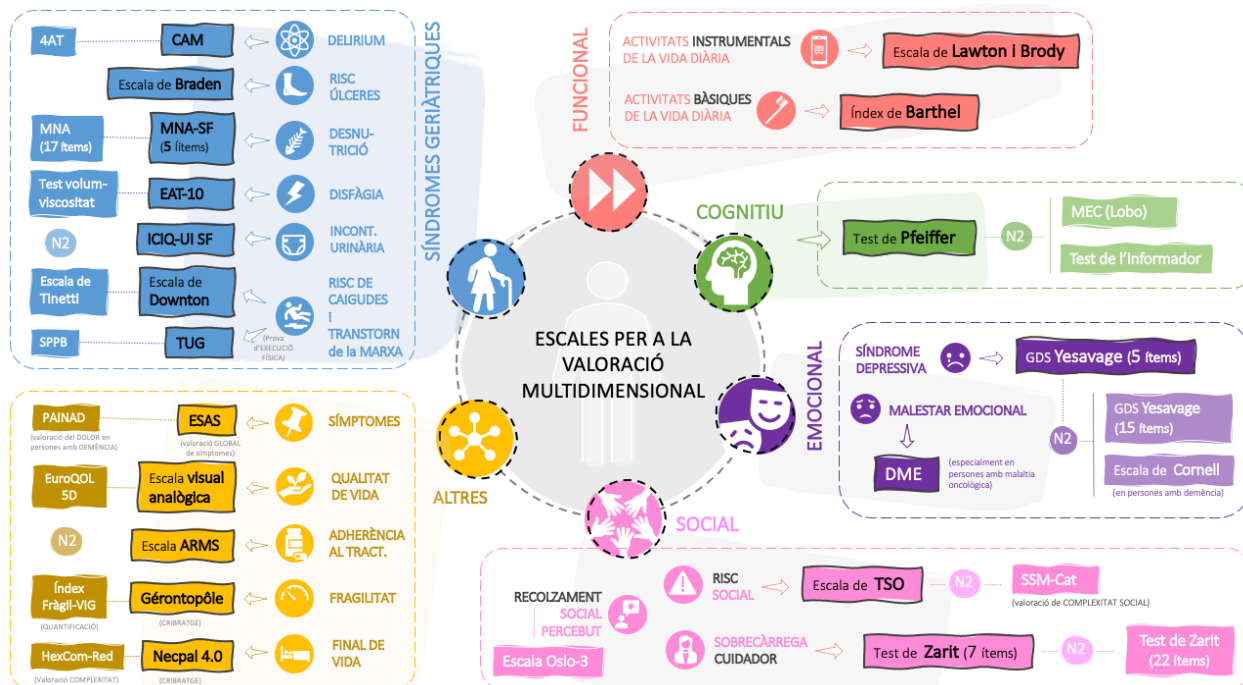 ESCALES PER A LA
VALORACIÓ
MULTIDIMENSIONAL
SÍNDROMES GERIÀTRIQUES
4AT
CAM
DELIRIUM
Escala de Braden
RISC
ÚLCERES
MNA
(17 ítems)
MNA-SF
(5 Íítems)
DESNU-
TRICIÓ
Test volum-
viscositat
EAT-10
DISFÀGIA
N2
ICIQ-UI SF
INCONT.
URINÀRIA
Escala de
Tinetti
Escala de
Downton
RISC DE
CAIGUDES
I
TRANSTORN
de la MARXA
SPPB
TUG
(Prova
d'EXECUCIÓ
FÍSICA)
FUNCIONAL
ACTIVITATS INSTRUMENTALS
DE LA VIDA DIÀRIA
Escala de Lawton i Brody
ACTIVITATS BÀSIQUES
DE LA VIDA DIÀRIA
Índex de Barthel
COGNITIU
Test de Pfeiffer
N2
MEC (Lobo)
Test de l'Informador
EMOCIONAL
SÍNDROME
DEPRESSIVA
GDS Yesavage (5 ítems)
MALESTAR EMOCIONAL
DME
(especialment en
persones amb malaltia
oncològica)
N2
GDS Yesavage
(15 ítems)
Escala de Cornell
(en persones amb demència)
SOCIAL
RECOLZAMENT
SOCIAL
PERCEBUT
Escala Oslo-3
RISC
SOCIAL
Escala de TSO
N2
SSM-Cat
(valoració de COMPLEXITAT SOCIAL)
SOBRECÀRREGA
CUIDADOR
Test de Zarit (7 ítems)
N2
Test de Zarit
(22 ítems)
ALTRES
PAINAD
(valoració del DOLOR en
persones amb DEMÈNCIA)
ESAS
(valoració GLOBAL
de símptomes)
SÍMPTOMES
EuroQOL
5D
Escala visual
analògica
QUALITAT
DE VIDA
N2
Escala ARMS
ADHERÈNCIA
AL TRACT.
Índex
Fràgil-VIG
(QUANTIFICACIÓ)
Gérontopôle
(CRIBRATGE)
FRAGILITAT
HexCom-Red
(Valoració COMPLEXITAT)
Necpal 4.0
(CRIBRATGE)
FINAL DE
VIDA